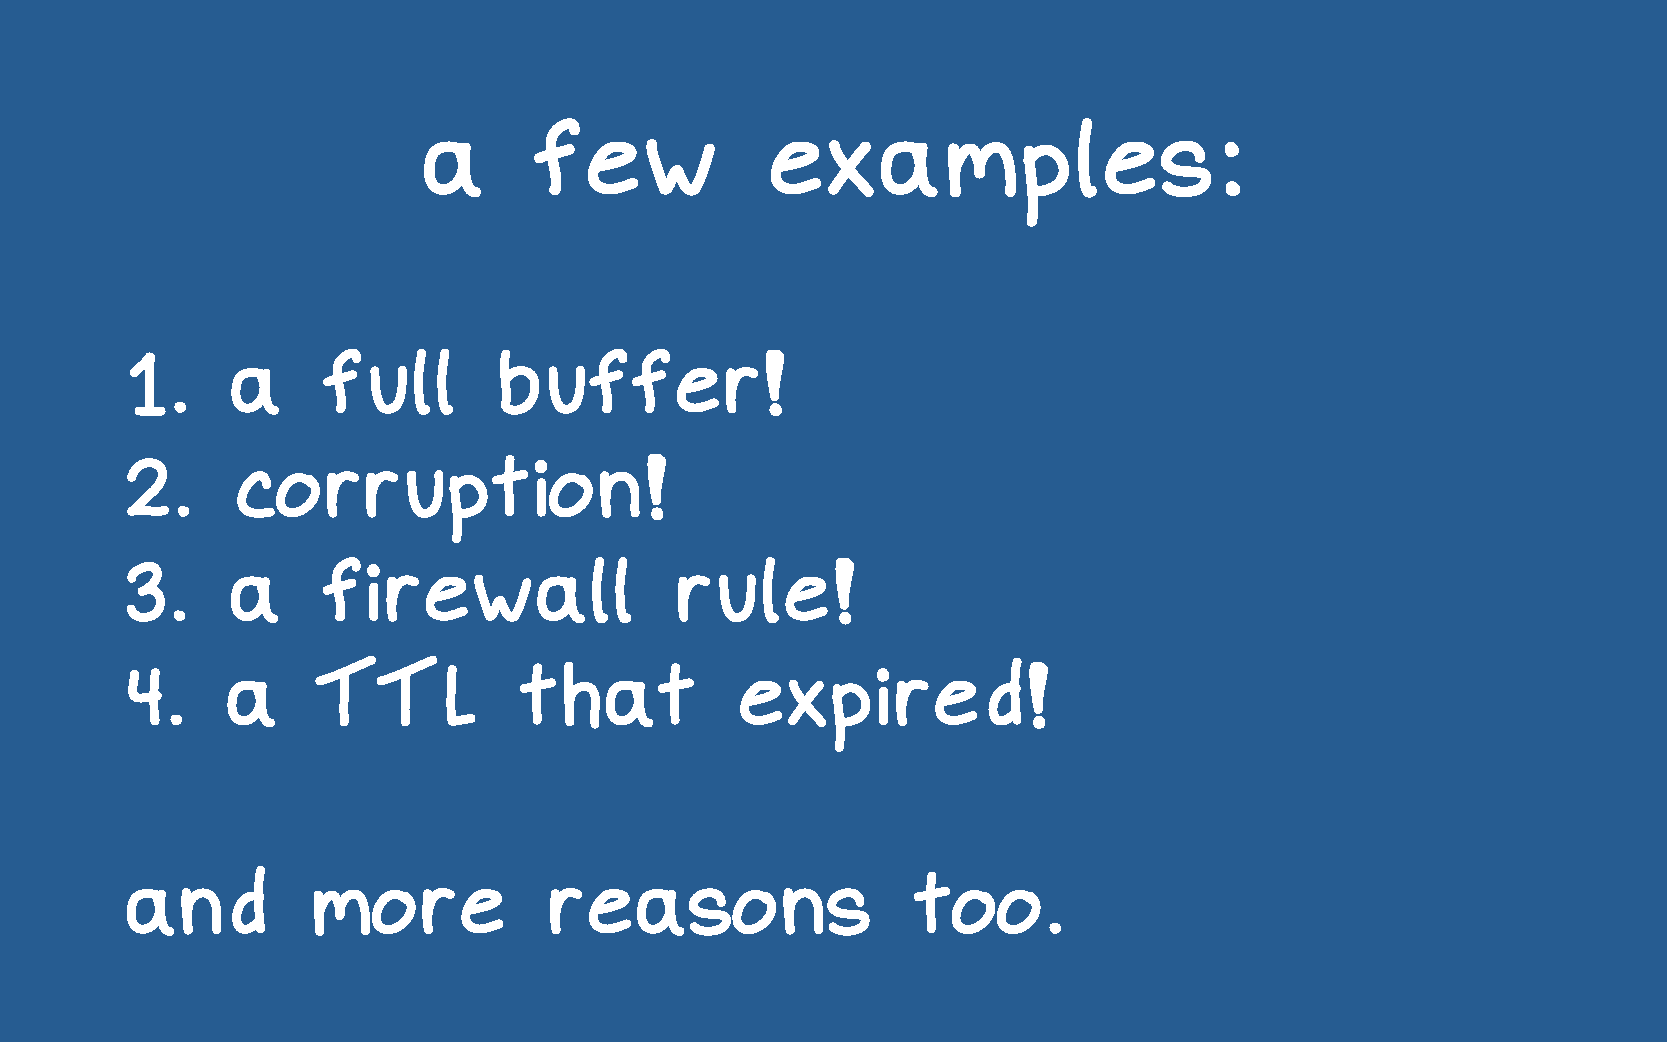 a few examples:
1. a full buffer!
2. corruption!
3. a firewall rule!
4. a TTL that expired!
and more reasons too.